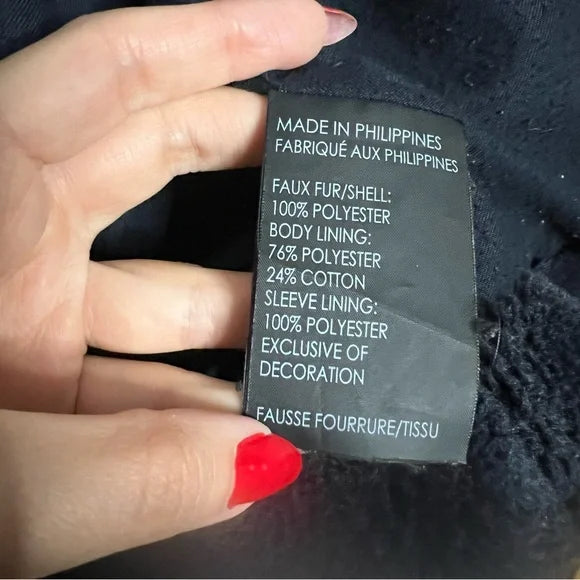 MADE IN PHILIPPINES
FABRIQUÉ AUX PHILIPPINES
FAUX FUR/SHELL:
100% POLYESTER
BODY LINING:
76% POLYESTER
24% COTTON
SLEEVE LINING:
100% POLYESTER
EXCLUSIVE OF
DECORATION
FAUSSE FOURRURE/TISSU